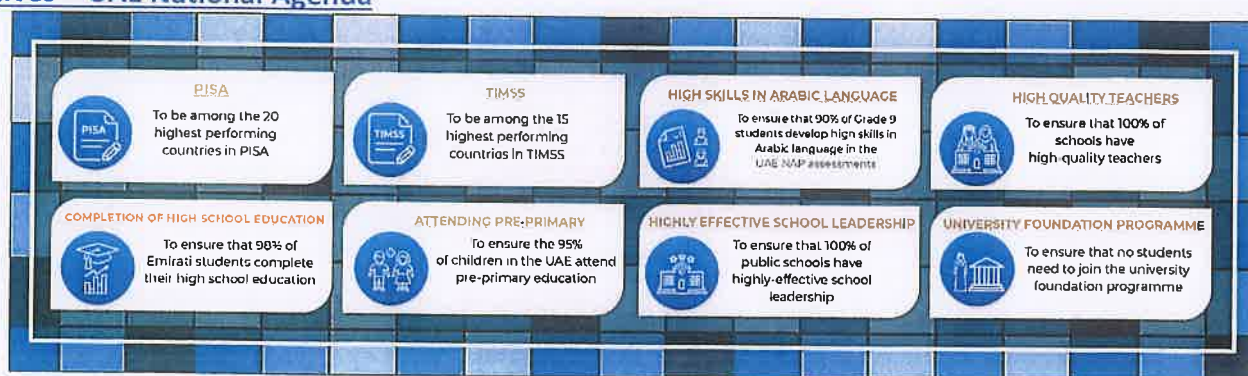 UAE National Agenda
PISA
PISA
To be among the 20
highest performing
countries in PISA
TIMSS
TIMSS
To be among the 15
highest performing
countries in TIMSS
HIGH SKILLS IN ARABIC LANGUAGE
To ensure that 90% of Grade 9
students develop high skills in
Arabic language in the
UAE NAP assessments
HIGH QUALITY TEACHERS
To ensure that 100% of
schools have
high-quality teachers
COMPLETION OF HIGH SCHOOL EDUCATION
To ensure that 98% of
Emirati students complete
their high school education
ATTENDING PRE-PRIMARY
To ensure the 95%
of children in the UAE attend
pre-primary education
HIGHLY EFFECTIVE SCHOOL LEADERSHIP
To ensure that 100% of
public schools have
highly-effective school
leadership
UNIVERSITY FOUNDATION PROGRAMME
To ensure that no students
need to join the university
foundation programme